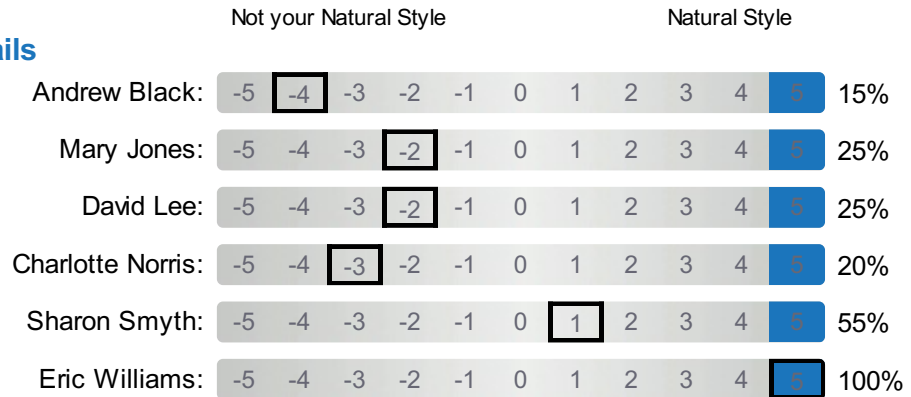 Not your Natural Style Natural Style
ails
Andrew Black: -5 -4 -3 -2 -1 0 1 2 3 4 5 15%
Mary Jones: -5 -4 -3 -2 -1 0 1 2 3 4 5 25%
David Lee: -5 -4 -3 -2 -1 0 1 2 3 4 5 25%
Charlotte Norris: -5 -4 -3 -2 -1 0 1 2 3 4 5 20%
Sharon Smyth: -5 -4 -3 -2 -1 0 1 2 3 4 5 55%
Eric Williams: -5 -4 -3 -2 -1 0 1 2 3 4 5 100%